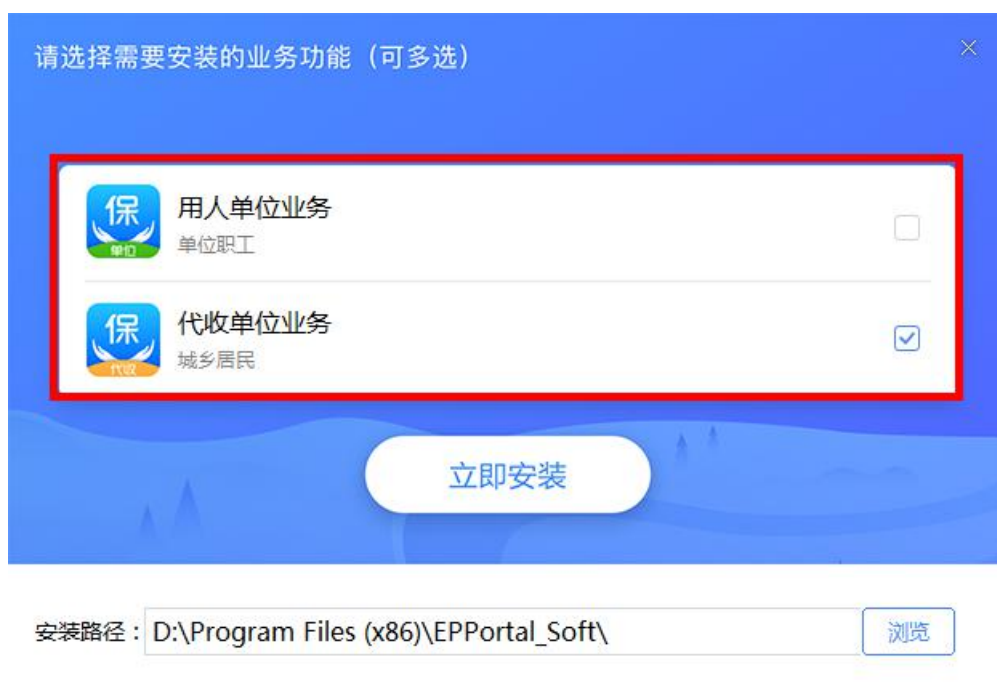 请选择需要安装的业务功能（可多选）
保
单位
用人单位业务
单位职工
保
代收
代收单位业务
城乡居民
立即安装
安装路径：D:\Program Files (x86)\EPPortal_Soft\
浏览